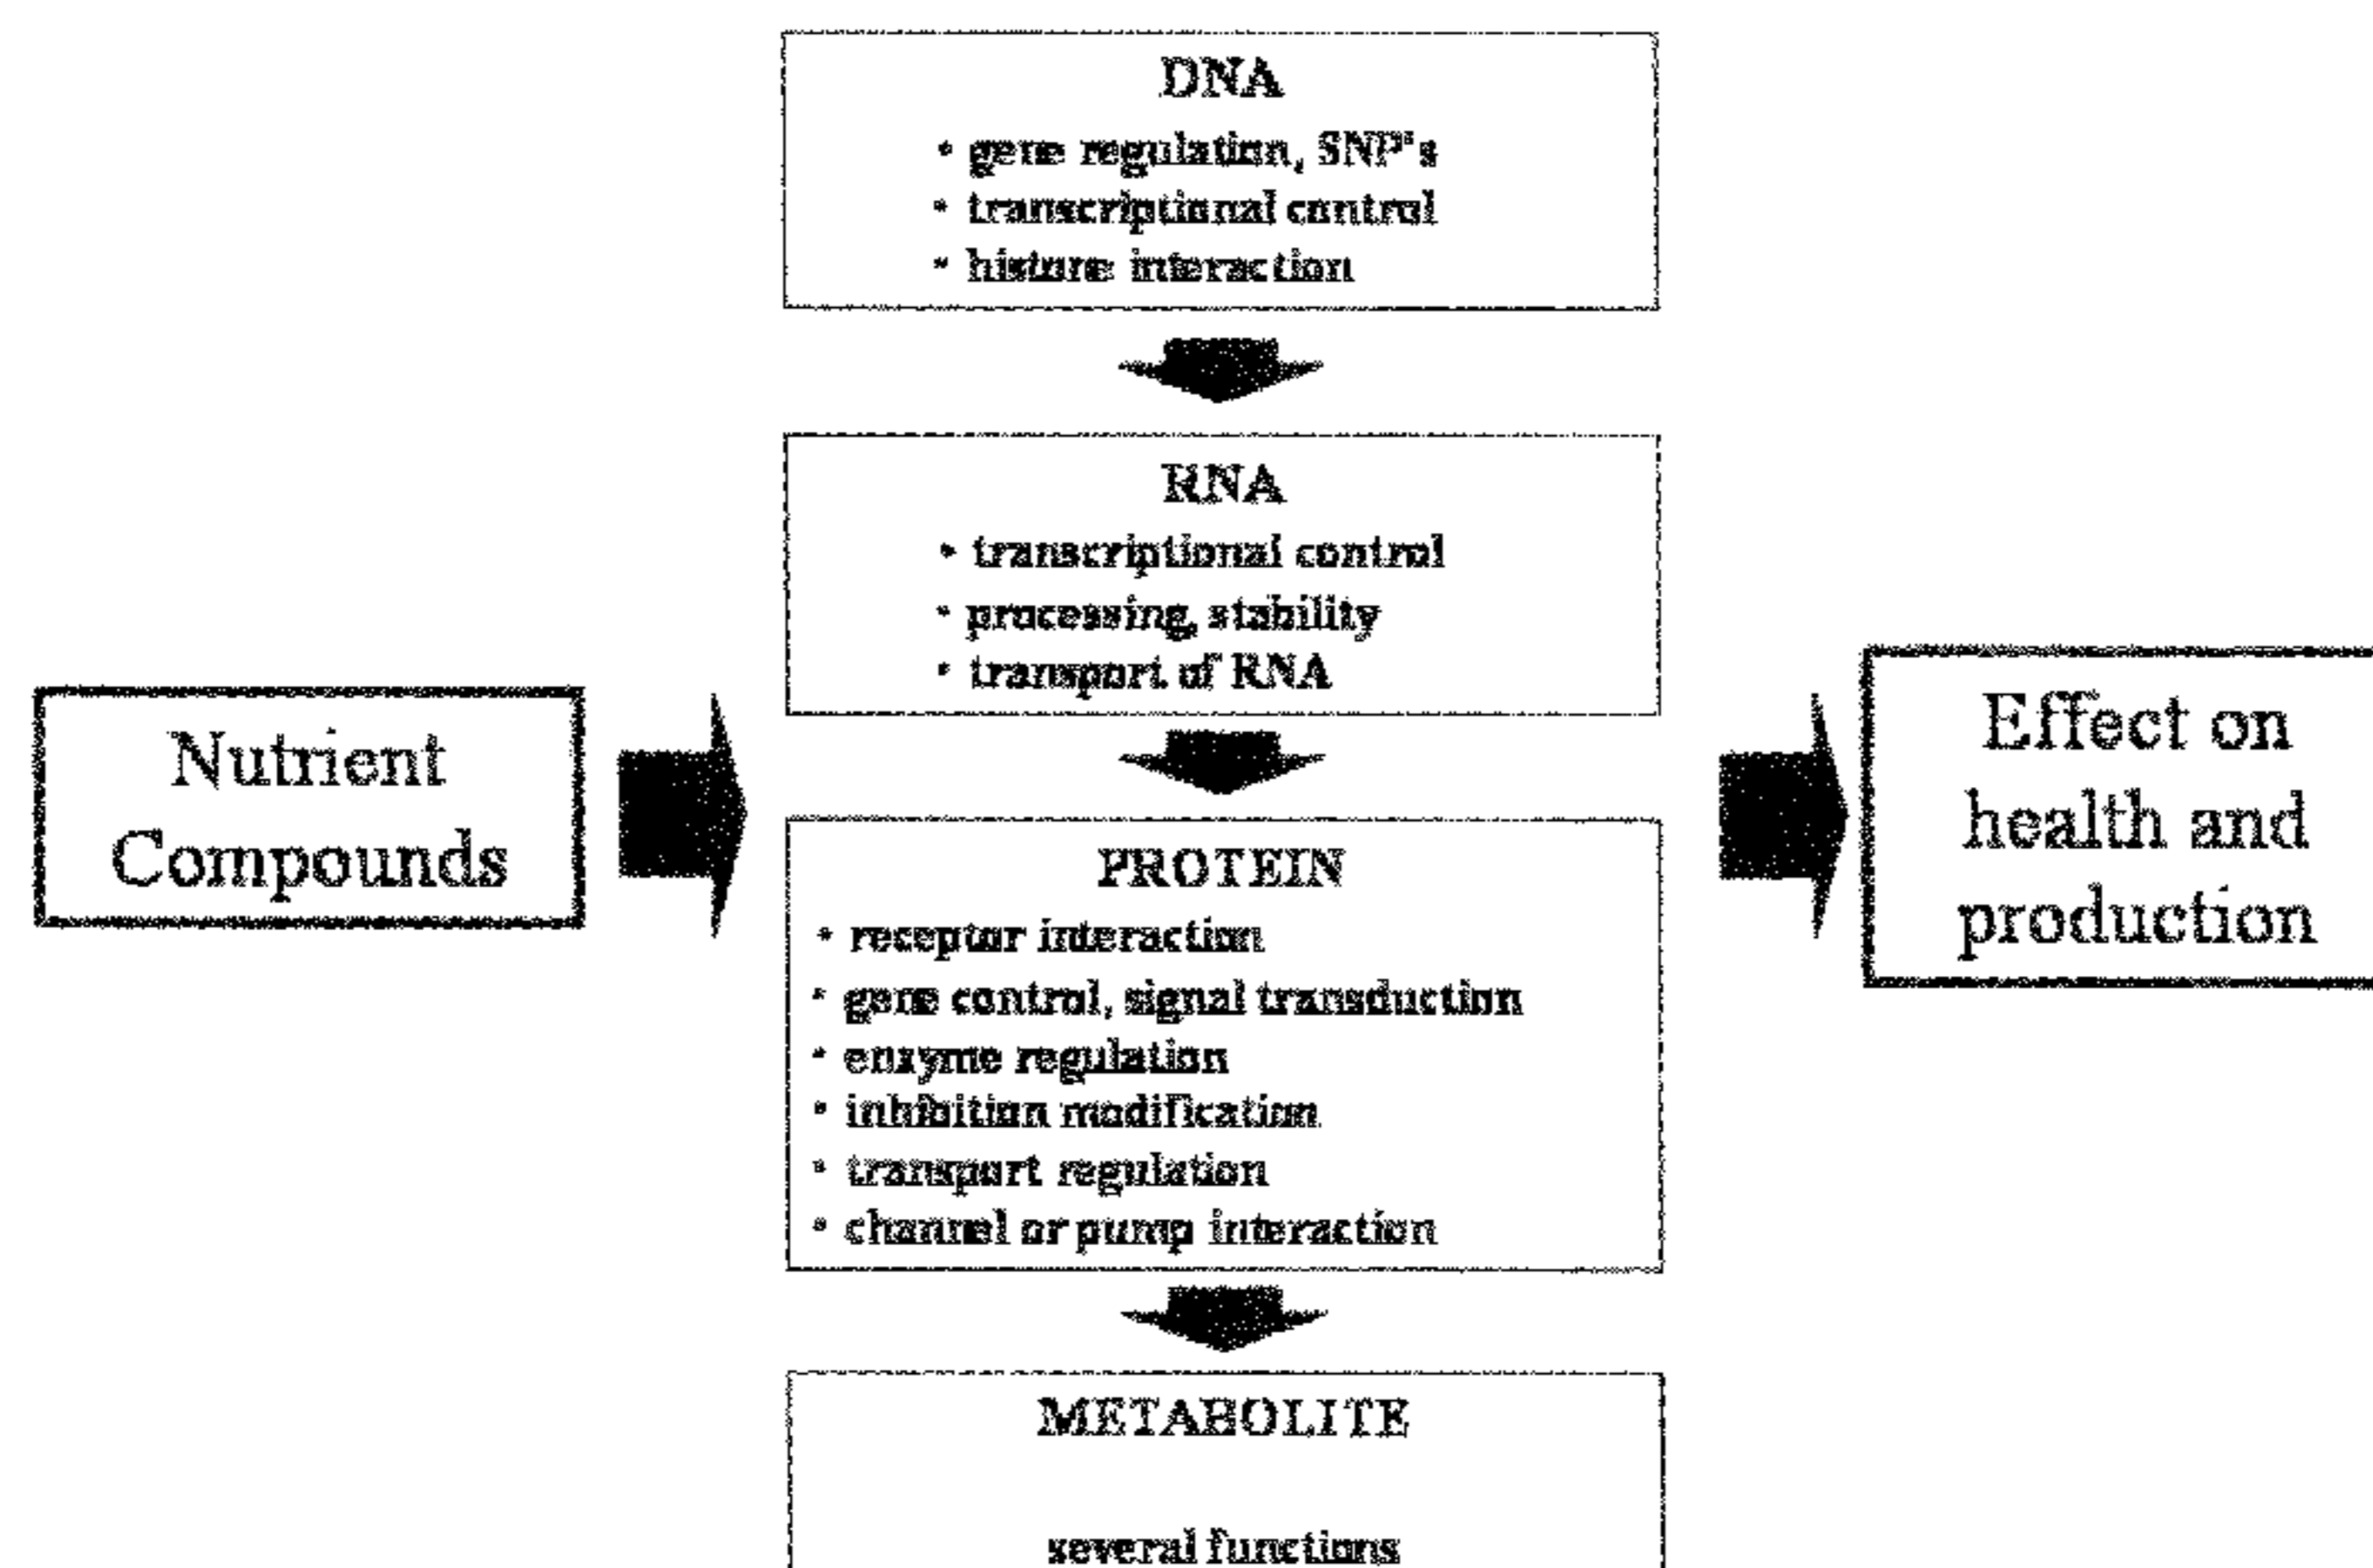 DNA
• gene regulation, SNP's
• transcriptional control
• histone interaction
RNA
• transcriptional control
• processing, stability
• transport of RNA
Nutrient
Compounds
PROTEIN
• receptor interaction
• gene control, signal transduction
• enzyme regulation
• inhibition modification
• transport regulation
• channel or pump interaction
METABOLITE
several functions
Effect on
health and
production